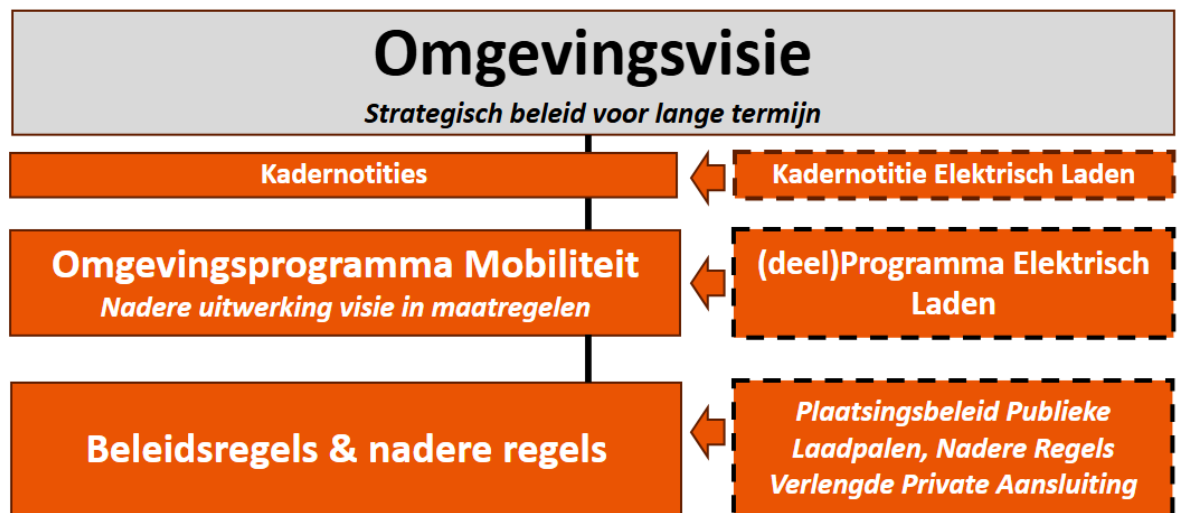 Omgevingsvisie
Strategisch beleid voor lange termijn
Kadernotities
Kadernotitie Elektrisch Laden
Omgevingsprogramma Mobiliteit
Nadere uitwerking visie in maatregelen
(deel)Programma Elektrisch
Laden
Beleidsregels & nadere regels
Plaatsingsbeleid Publieke
Laadpalen, Nadere Regels
Verlengde Private Aansluiting